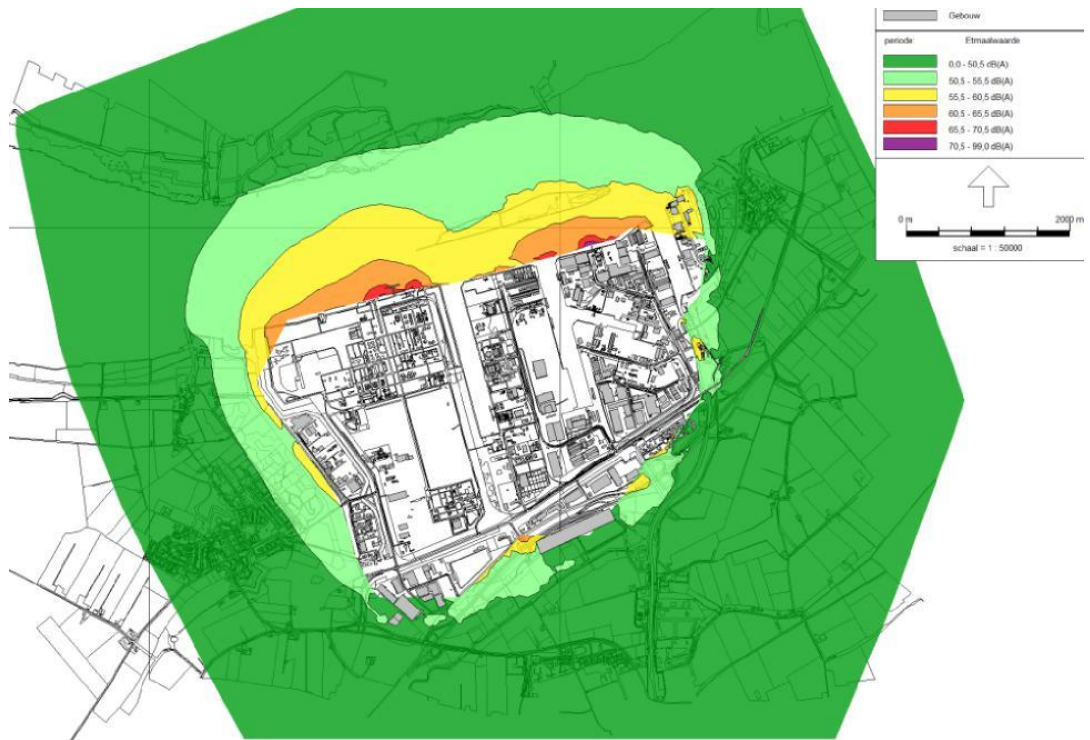 Gebouw
periode: Etmaalwaarde
0,0 - 50,5 dB(A)
50,5 - 55,5 dB(A)
55,5 - 60,5 dB(A)
60,5 - 65,5 dB(A)
65,5 - 70,5 dB(A)
70,5 - 99,0 dB(A)
0 m 2000 m
schaal = 1 : 50000